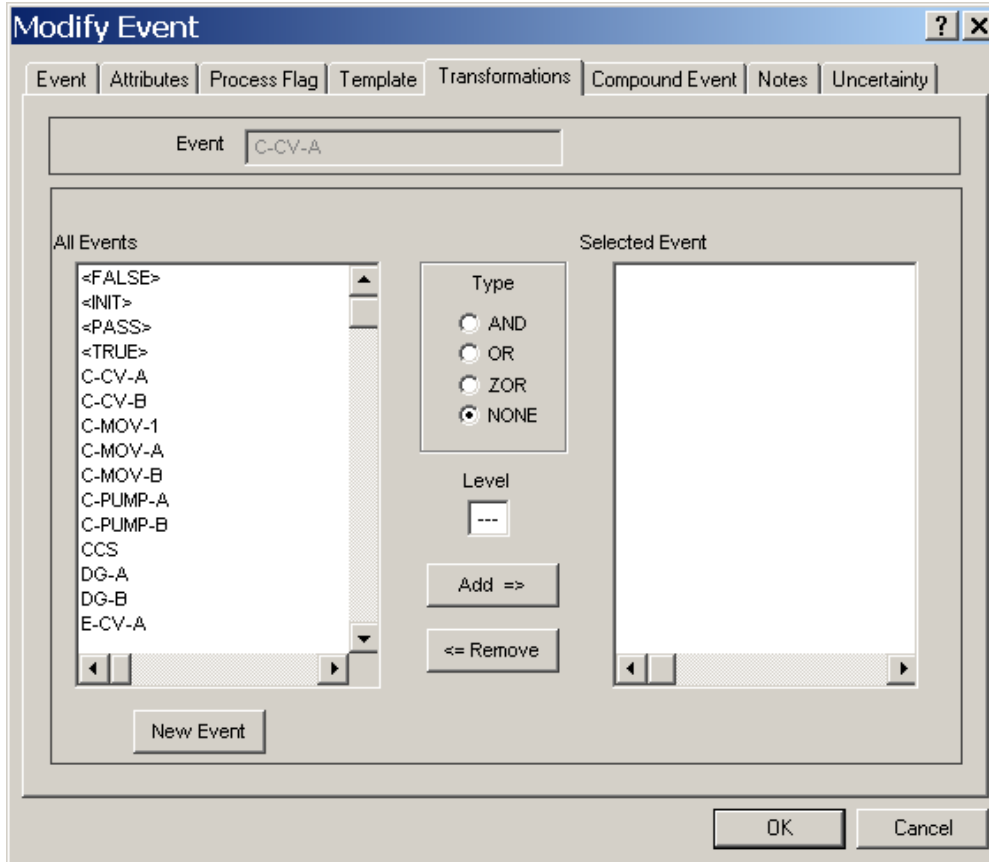 Modify Event
Event Attributes Process Flag Template Transformations Compound Event Notes Uncertainty
Event C-CV-A
All Events
<FALSE>
<INIT>
<PASS>
<TRUE>
C-CV-A
C-CV-B
C-MOV-1
C-MOV-A
C-MOV-B
C-PUMP-A
C-PUMP-B
CCS
DG-A
DG-B
E-CV-A
New Event
Type
AND
OR
ZOR
NONE
Level
---
Add =>
<= Remove
Selected Event
OK Cancel